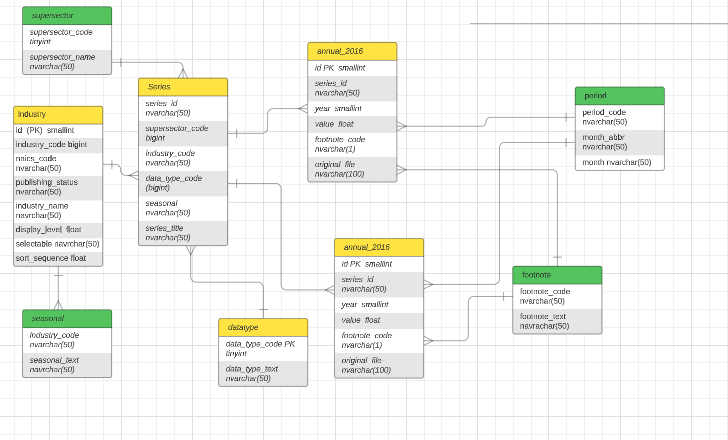 supersector
supersector_code
tinyint
supersector_name
nvarchar(50)
industry
id (PK) smallint
industry_code bigint
naics_code
nvarchar(50)
publishing_status
nvarchar(50)
industry_name
nvarchar(50)
display_level float
selectable navrchar(50)
sort_sequence float
seasonal
industry_code
nvarchar(50)
seasonal_text
navrchar(50)
Series
series_id
nvarchar(50)
supersector_code
bigint
industry_code
nvarchar(50)
data_type_code
(bigint)
seasonal
nvarchar(50)
series_title
nvarchar(50)
datatype
data_type_code PK
tinyint
data_type_text
nvarchar(50)
annual_2016
id PK smallint
series_id
nvarchar(50)
year smallint
value float
footnote_code
nvarchar(1)
original_file
nvarchar(100)
annual_2016
id PK smallint
series_id
nvarchar(50)
year smallint
value float
footnote_code
nvarchar(1)
original_file
nvarchar(100)
period
period_code
nvarchar(50)
month_abbr
nvarchar(50)
month nvarchar(50)
footnote
footnote_code
nvarchar(50)
footnote_text
navrachar(50)